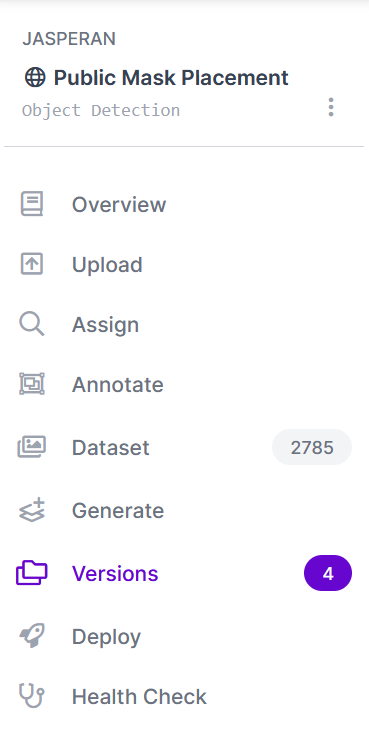 JASPERAN
Public Mask Placement
Object Detection
Overview
Upload
Assign
Annotate
Dataset 2785
Generate
Versions 4
Deploy
Health Check